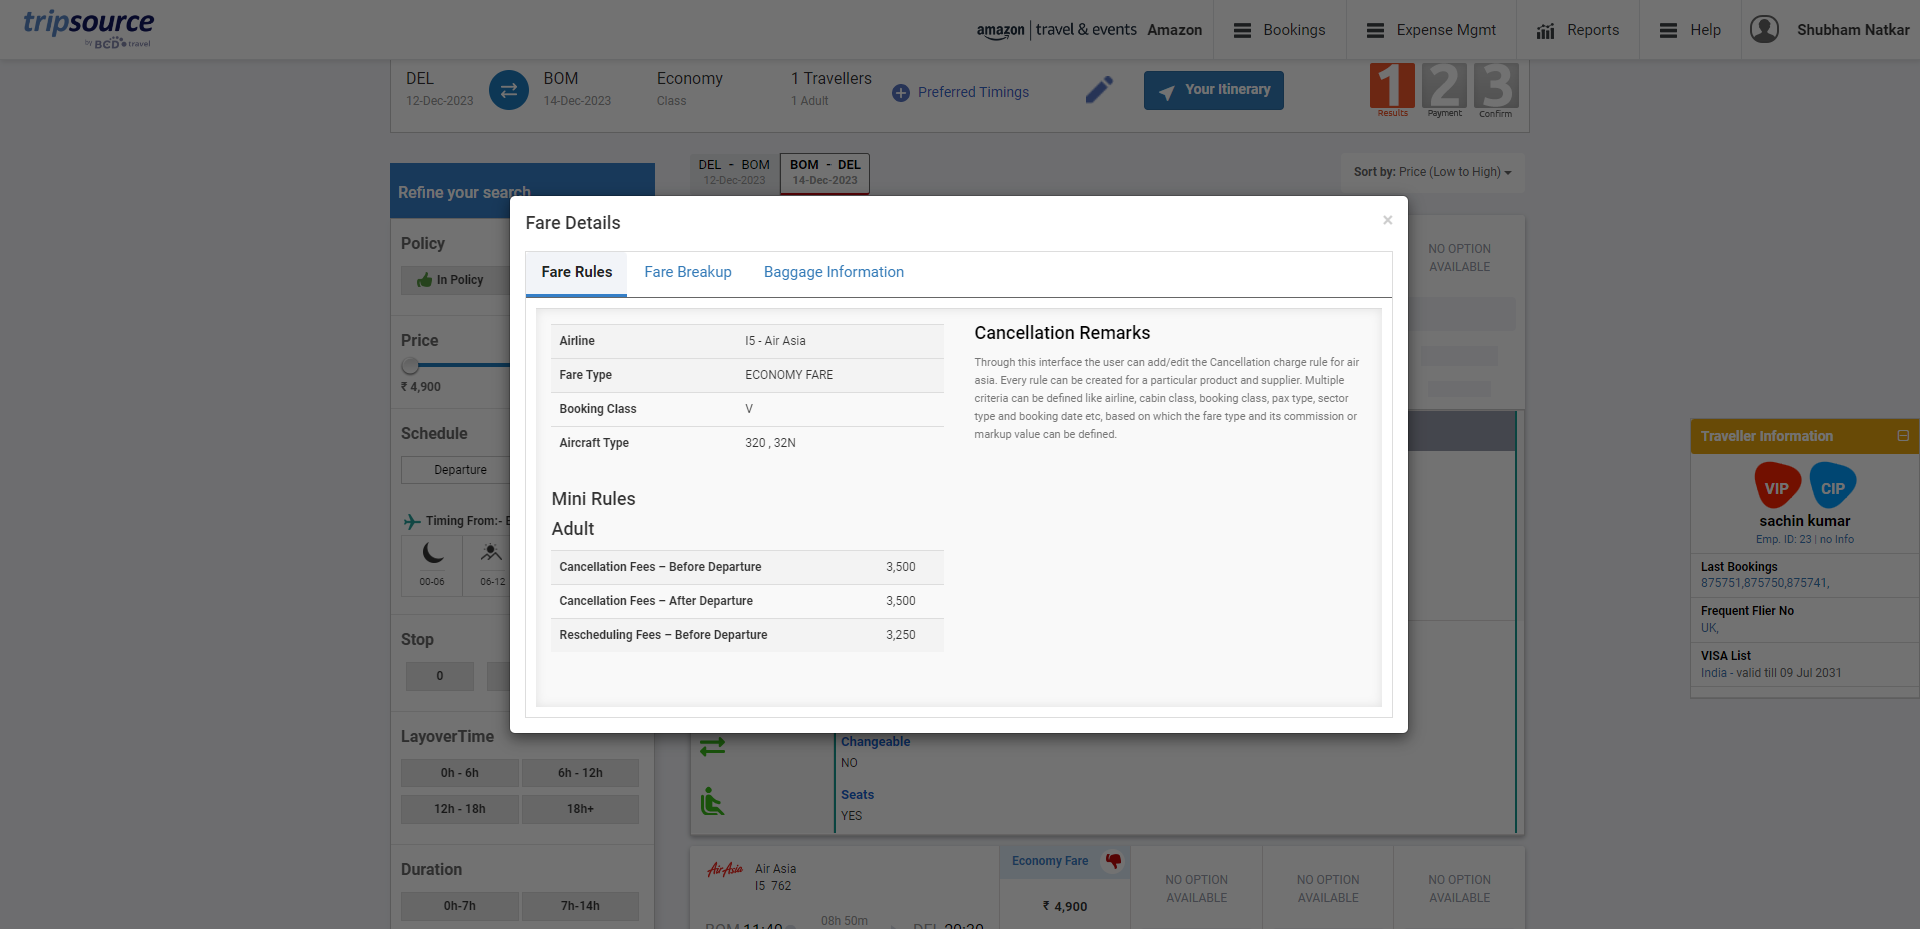 tripsource
by BCD travel
amazon | travel & events Amazon
Bookings
Expense Mgmt
Reports
Help
Shubham Natkar
DEL
12-Dec-2023
BOM
14-Dec-2023
Economy
Class
1 Travellers
1 Adult
Preferred Timings
Your Itinerary
1 2 3
Results Payment Confirm
DEL - BOM
12-Dec-2023
BOM - DEL
14-Dec-2023
Sort by: Price (Low to High)
Refine your search
Policy
In Policy
Price
₹ 4,900
Schedule
Departure
Timing From:-
00-06
06-12
Stop
0
LayoverTime
0h - 6h
6h - 12h
12h - 18h
18h+
Duration
0h-7h
7h-14h
Fare Details
×
Fare Rules
Fare Breakup
Baggage Information
Airline I5 - Air Asia
Fare Type ECONOMY FARE
Booking Class V
Aircraft Type 320 , 32N
Mini Rules
Adult
Cancellation Fees – Before Departure 3,500
Cancellation Fees – After Departure 3,500
Rescheduling Fees – Before Departure 3,250
Cancellation Remarks
Through this interface the user can add/edit the Cancellation charge rule for air
asia. Every rule can be created for a particular product and supplier. Multiple
criteria can be defined like airline, cabin class, booking class, pax type, sector
type and booking date etc, based on which the fare type and its commission or
markup value can be defined.
NO OPTION
AVAILABLE
Changeable
NO
Seats
YES
AirAsia
Air Asia
I5 762
Economy Fare
₹ 4,900
NO OPTION
AVAILABLE
NO OPTION
AVAILABLE
NO OPTION
AVAILABLE
BOM 11:40
08h 50m
DEL 20:30
Traveller Information
VIP
CIP
sachin kumar
Emp. ID: 23 | no Info
Last Bookings
875751,875750,875741,
Frequent Flier No
UK,
VISA List
India - valid till 09 Jul 2031